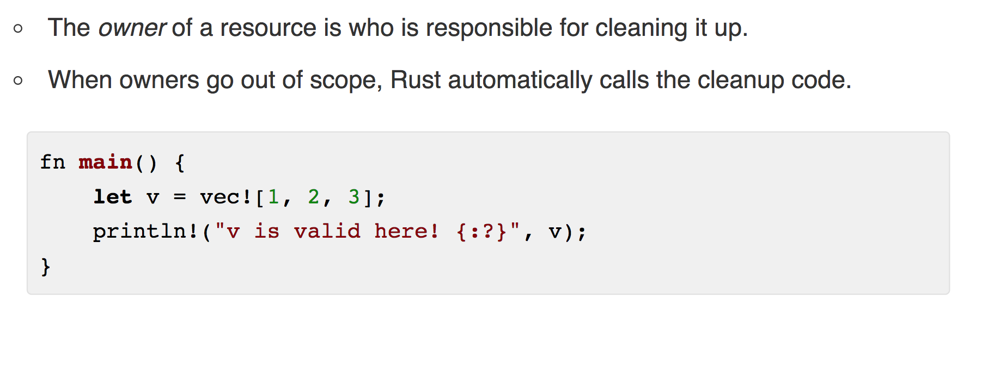 The owner of a resource is who is responsible for cleaning it up.
When owners go out of scope, Rust automatically calls the cleanup code.
fn main() {
    let v = vec![1, 2, 3];
    println!("v is valid here! {:?}", v);
}